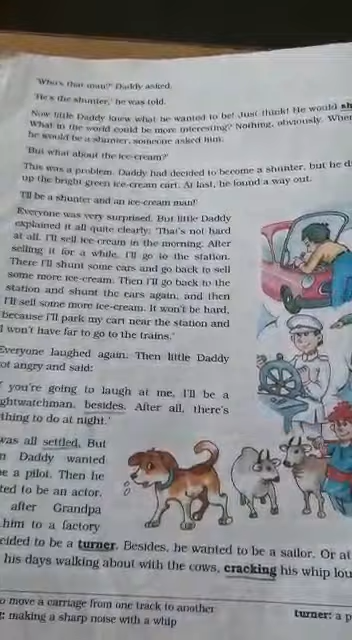 'Who's that man?' Daddy asked.
'He's the shunter,' he was told.
Now little Daddy knew what he wanted to be! Just think! He would
What in the world could be more interesting? Nothing, obviously. When
he would be a shunter, someone asked him,
'But what about the ice-cream?'
This was a problem. Daddy had decided to become a shunter, but he
up the bright green ice-cream cart. At last, he found a way out.
'I'll be a shunter and an ice-cream man!'
Everyone was very surprised. But little Daddy
explained it all quite clearly: 'That's not hard
at all. I'll sell ice-cream in the morning. After
selling it for a while, I'll go to the station.
There I'll shunt some cars and go back to sell
some more ice-cream. Then I'll go back to the
station and shunt the cars again, and then
I'll sell some more ice-cream. It won't be hard,
because I'll park my cart near the station and
I won't have far to go to the trains.'
Everyone laughed again. Then little Daddy
got angry and said:
you're going to laugh at me, I'll be a
nightwatchman, besides. After all, there's
thing to do at night.'
was all settled. But
Daddy wanted
be a pilot. Then he
ted to be an actor.
after Grandpa
him to a factory
ecided to be a turner. Besides, he wanted to be a sailor. Or at
his days walking about with the cows, cracking his whip lou
o move a carriage from one track to another
turner: a p
g: making a sharp noise with a whip